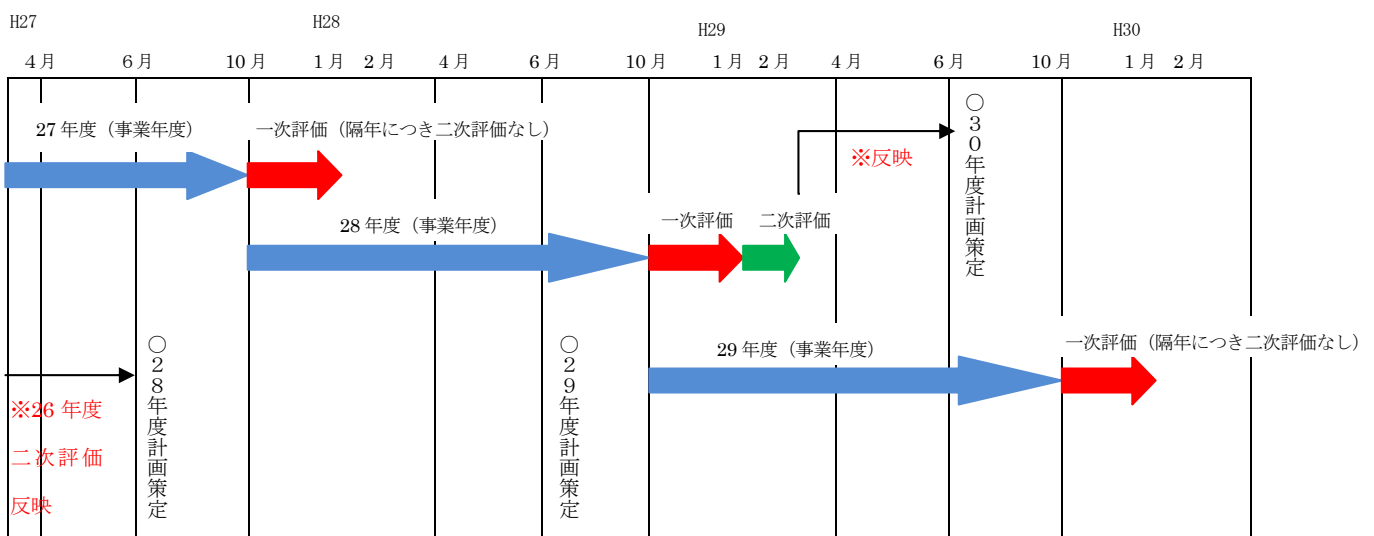 H27
H28
H29
H30
4月 6月 10月 1月 2月 4月 6月 10月 1月 2月 4月 6月 10月 1月 2月
27年度（事業年度）
一次評価（隔年につき二次評価なし）
※反映
○30年度計画策定
28年度（事業年度）
一次評価
二次評価
○28年度計画策定
○29年度計画策定
29年度（事業年度）
一次評価（隔年につき二次評価なし）
※26年度
二次評価
反映